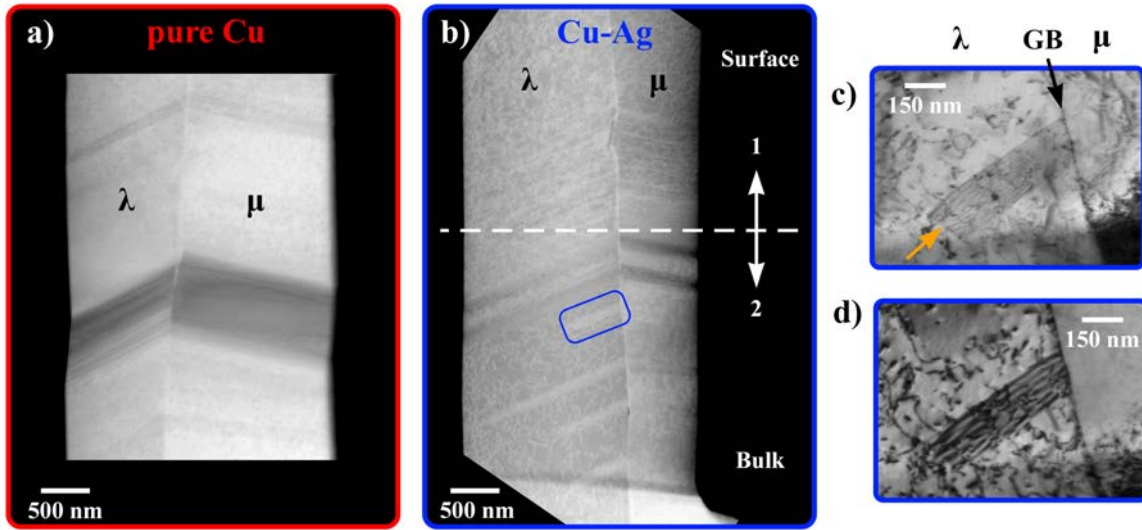 a)
pure Cu
λ
μ
500 nm
b)
Cu-Ag
λ
μ
Surface
1
2
Bulk
500 nm
λ
GB
μ
c)
150 nm
d)
150 nm